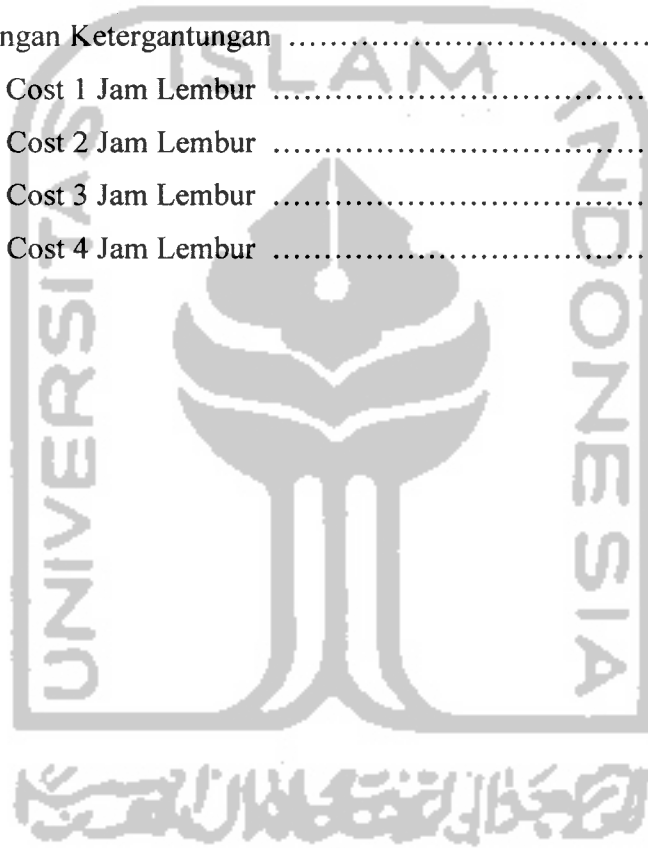 ngan Ketergantungan ......................................
Cost 1 Jam Lembur ........................................
Cost 2 Jam Lembur ........................................
Cost 3 Jam Lembur ........................................
Cost 4 Jam Lembur ........................................
UNIVERSITAS
ISLAM
INDONESIA